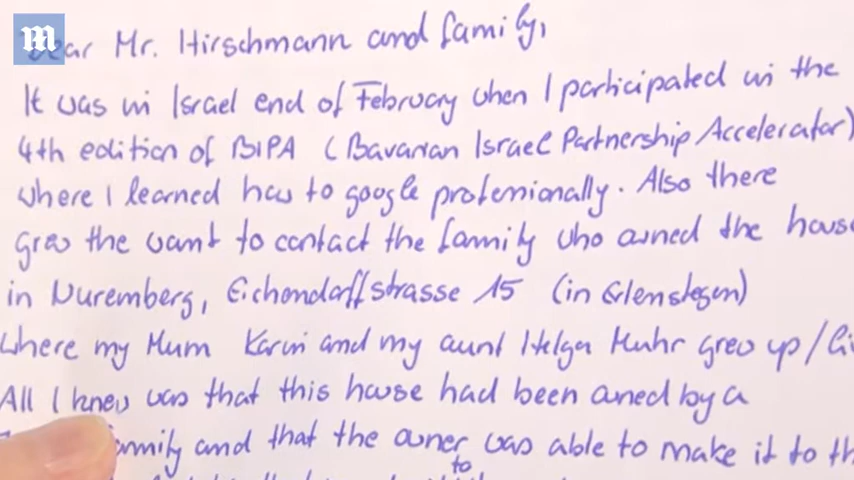 m
Dear Mr. Hirschmann and family,
It was in Israel end of February when I participated in the
4th edition of BIPA (Bavarian Israel Partnership Accelerator)
where I learned how to google professionally. Also there
grew the want to contact the family who owned the house
in Nuremberg, Eichendorffstrasse 15 (in Erlenstegen)
where my Mum Karin and my aunt Helga Muhr grew up/
All I knew was that this house had been owned by a
family and that the owner was able to make it to
to